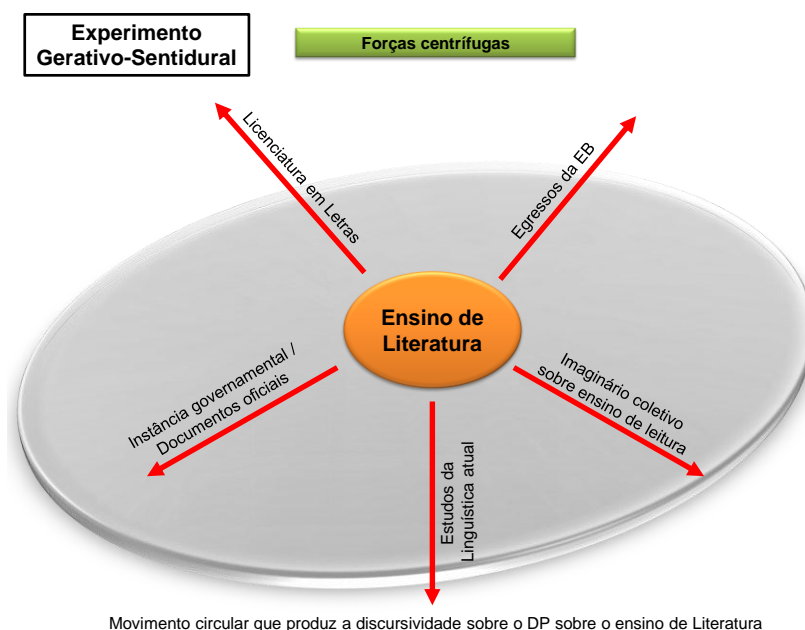 Experimento
Gerativo-Sentidural
Forças centrífugas
Licenciatura em Letras
Egressos da EB
Ensino de
Literatura
Instância governamental /
Documentos oficiais
Imaginário coletivo
sobre ensino de leitura
Estudos da
Linguística atual
Movimento circular que produz a discursividade sobre o DP sobre o ensino de Literatura